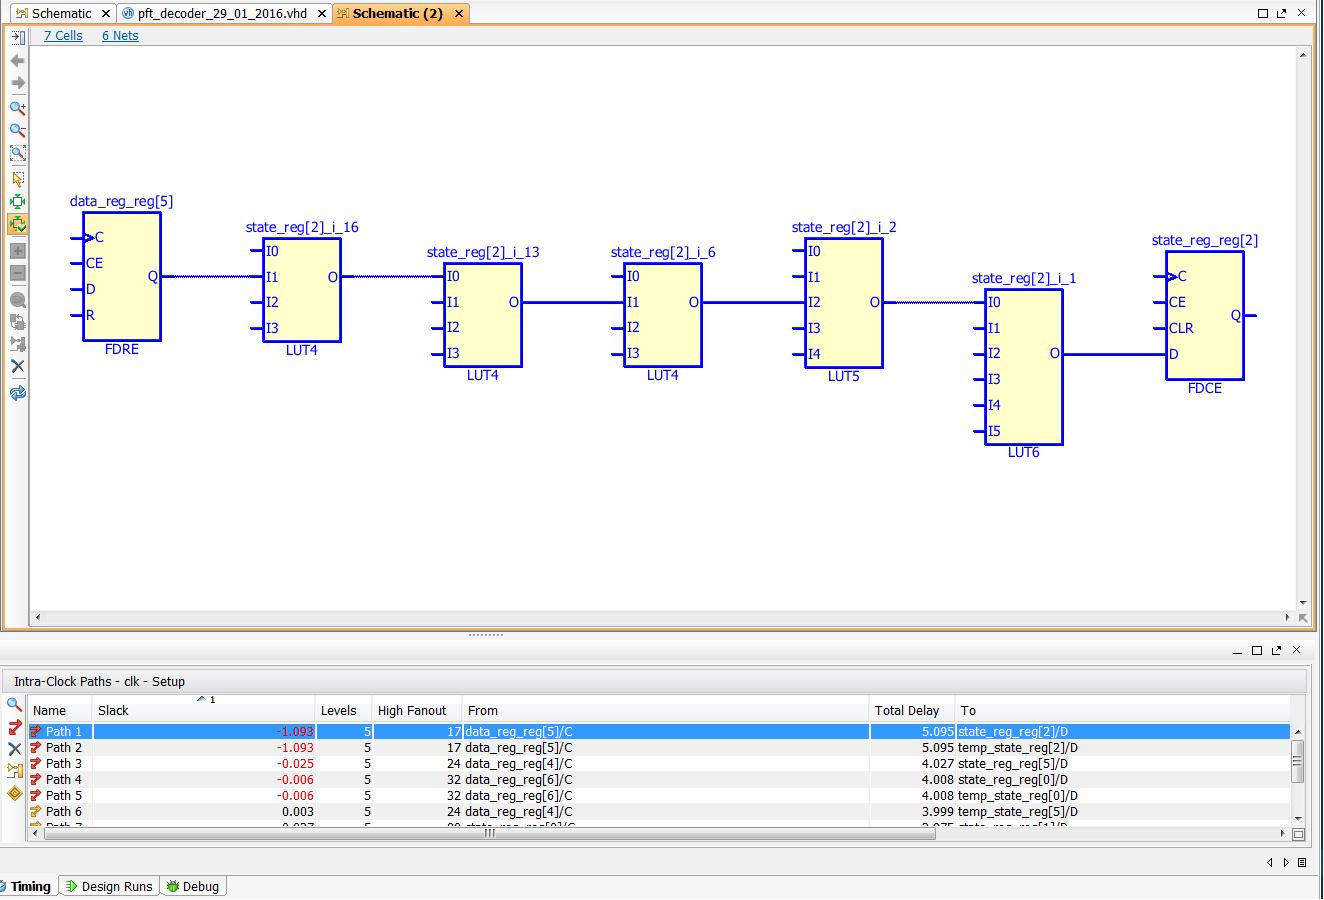 Schematic pft_decoder_29_01_2016.vhd Schematic (2)
7 Cells 6 Nets
data_reg_reg[5]
C
CE
D
R
Q
FDRE
state_reg[2]_i_16
I0
I1
I2
I3
O
LUT4
state_reg[2]_i_13
I0
I1
I2
I3
O
LUT4
state_reg[2]_i_6
I0
I1
I2
I3
O
LUT4
state_reg[2]_i_2
I0
I1
I2
I3
I4
O
LUT5
state_reg[2]_i_1
I0
I1
I2
I3
I4
I5
O
LUT6
state_reg_reg[2]
C
CE
CLR
D
Q
FDCE
Intra-Clock Paths - clk - Setup
Name Slack 1 Levels High Fanout From Total Delay To
Path 1 -1.093 5 17 data_reg_reg[5]/C 5.095 state_reg_reg[2]/D
Path 2 -1.093 5 17 data_reg_reg[5]/C 5.095 temp_state_reg[2]/D
Path 3 -0.025 5 24 data_reg_reg[4]/C 4.027 state_reg_reg[5]/D
Path 4 -0.006 5 32 data_reg_reg[6]/C 4.008 state_reg_reg[0]/D
Path 5 -0.006 5 32 data_reg_reg[6]/C 4.008 temp_state_reg[0]/D
Path 6 0.003 5 24 data_reg_reg[4]/C 3.999 temp_state_reg[5]/D
Timing Design Runs Debug